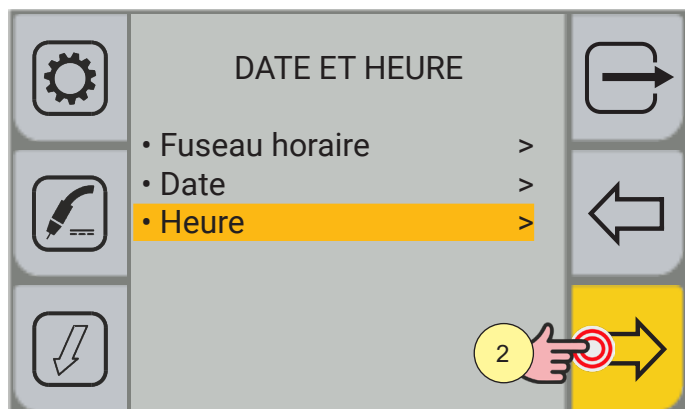 DATE ET HEURE
• Fuseau horaire >
• Date >
• Heure >
2